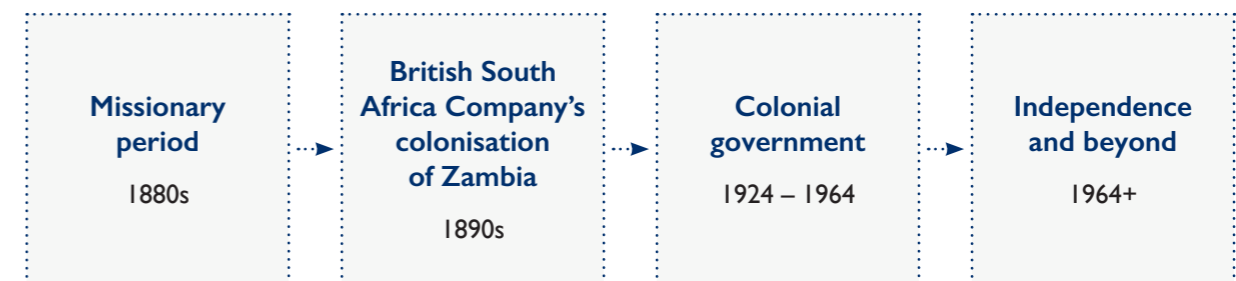 Missionary
period
1880s
British South
Africa Company’s
colonisation
of Zambia
1890s
Colonial
government
1924 – 1964
Independence
and beyond
1964+